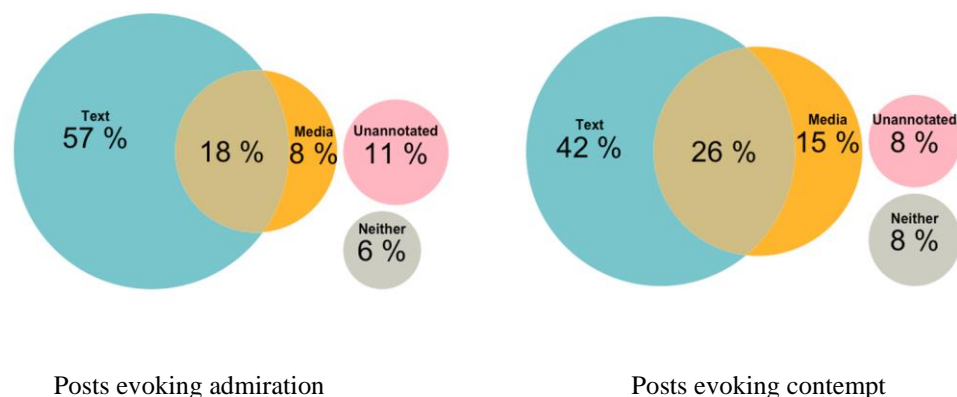 Text
57 %
18 %
Media
8 %
Unannotated
11 %
Neither
6 %
Text
42 %
26 %
Media
15 %
Unannotated
8 %
Neither
8 %
Posts evoking admiration
Posts evoking contempt